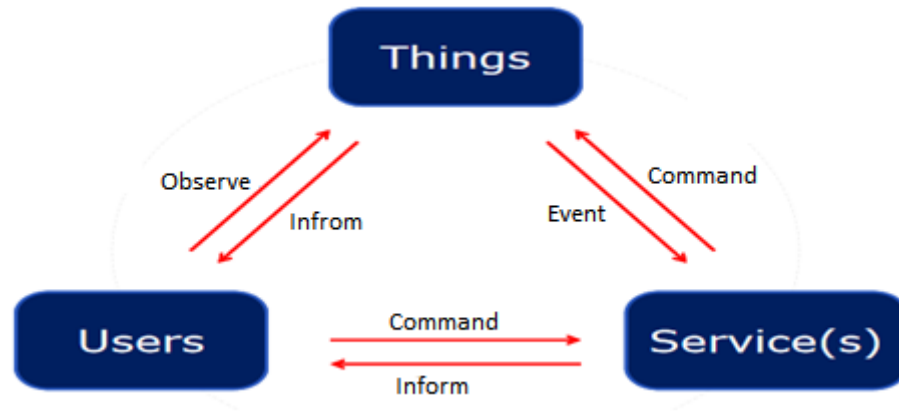 Things
Observe
Infrom
Event
Command
Users
Command
Inform
Service(s)